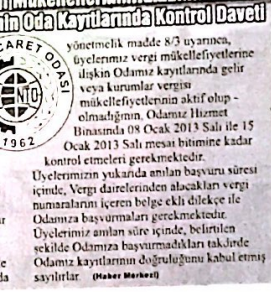 in Oda Kayıtlarında Kontrol Daveti
CARET ODASI
NTO
1962
yönetmelik madde 8/3 uyarınca,
üyelerimiz vergi mükellefiyetlerine
ilişkin Odamız kayıtlarında gelir
veya kurumlar vergisi
mükellefiyetlerinin aktif olup -
olmadığının, Odamız Hizmet
Binasında 08 Ocak 2013 Salı ile 15
Ocak 2013 Salı mesai bitimine kadar
kontrol etmeleri gerekmektedir.
Üyelerimizin yukarıda anılan başvuru süresi
içinde, Vergi dairelerinden alacakları vergi
numaralarını içeren belge ekli dilekçe ile
Odamıza başvurmaları gerekmektedir.
Üyelerimiz anılan süre içinde, belirtilen
şekilde Odamıza başvurmadıkları takdirde
Odamız kayıtlarının doğruluğunu kabul etmiş
sayılırlar. (Haber Merkezi)